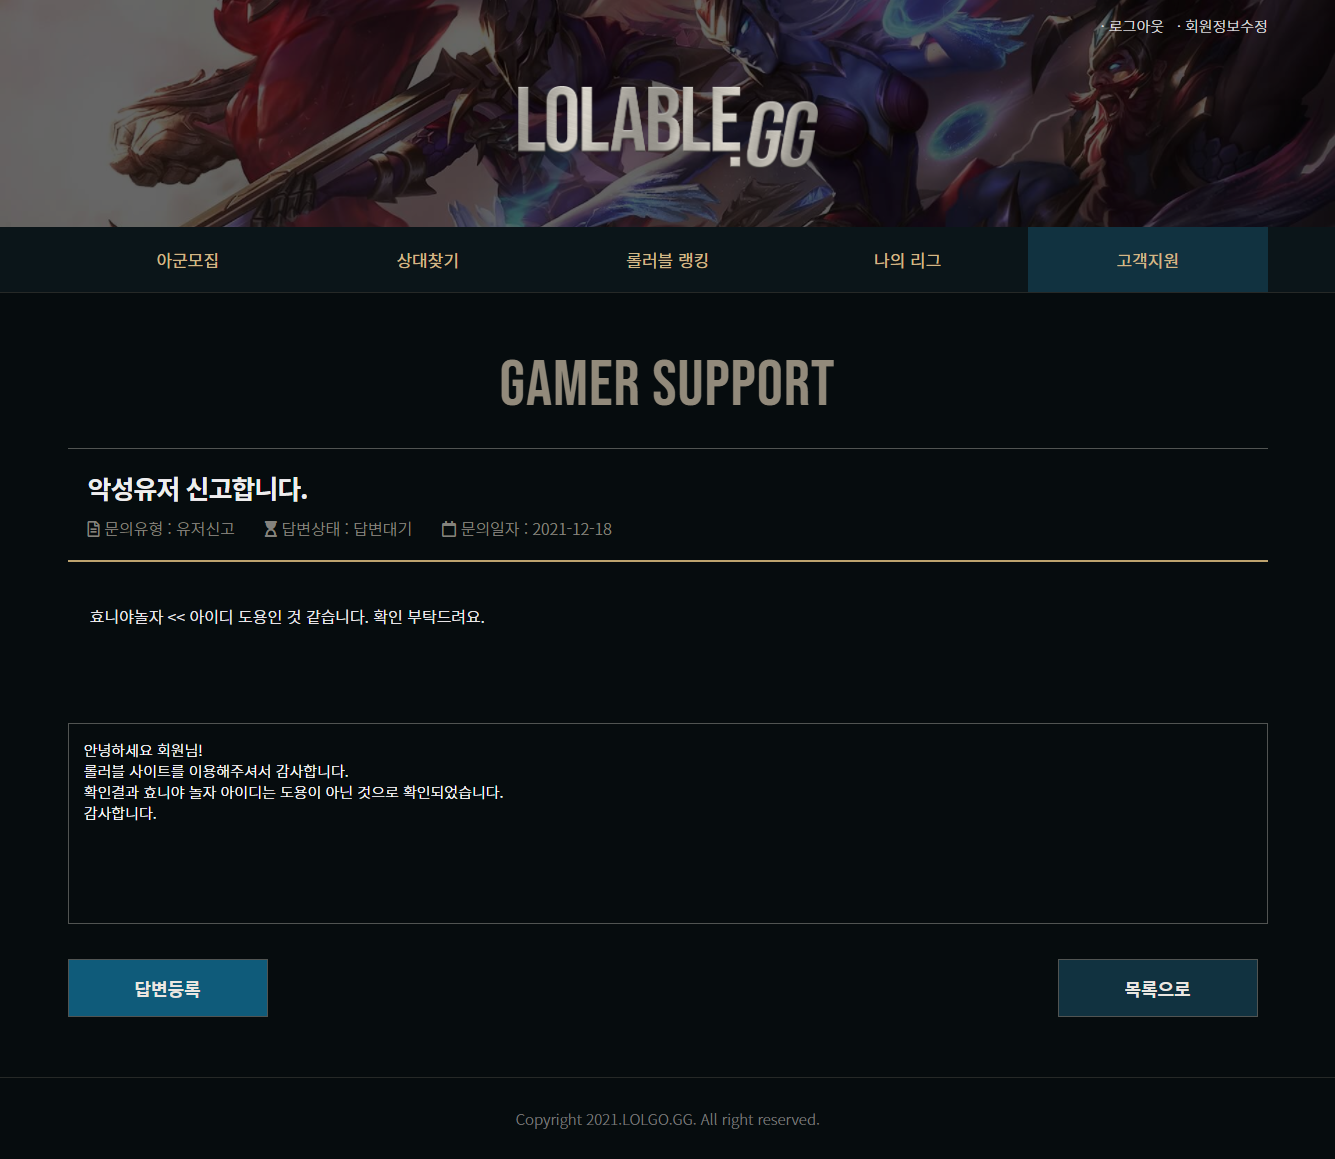 · 로그아웃 · 회원정보수정
LOLABLE.GG
아군모집 상대찾기 롤러블 랭킹 나의 리그 고객지원
GAMER SUPPORT
악성유저 신고합니다.
문의유형 : 유저신고 답변상태 : 답변대기 문의일자 : 2021-12-18
효니야놀자 << 아이디 도용인 것 같습니다. 확인 부탁드려요.
안녕하세요 회원님!
롤러블 사이트를 이용해주셔서 감사합니다.
확인결과 효니야 놀자 아이디는 도용이 아닌 것으로 확인되었습니다.
감사합니다.
답변등록 목록으로
Copyright 2021.LOLGO.GG. All right reserved.